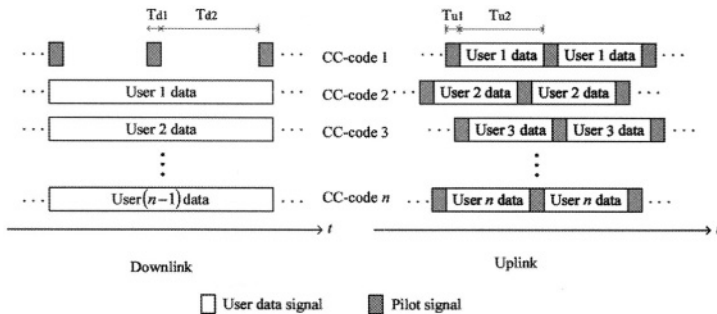 Td1 Td2 Tu1 Tu2
· · · · · · CC-code 1 · · · User 1 data User 1 data · · ·
· · · User 1 data · · · CC-code 2 · · · User 2 data User 2 data · · ·
· · · User 2 data · · · CC-code 3 · · · User 3 data User 3 data · · ·
· · · User(n−1) data · · · CC-code n · · · User n data User n data · · ·
t t
Downlink Uplink
User data signal Pilot signal